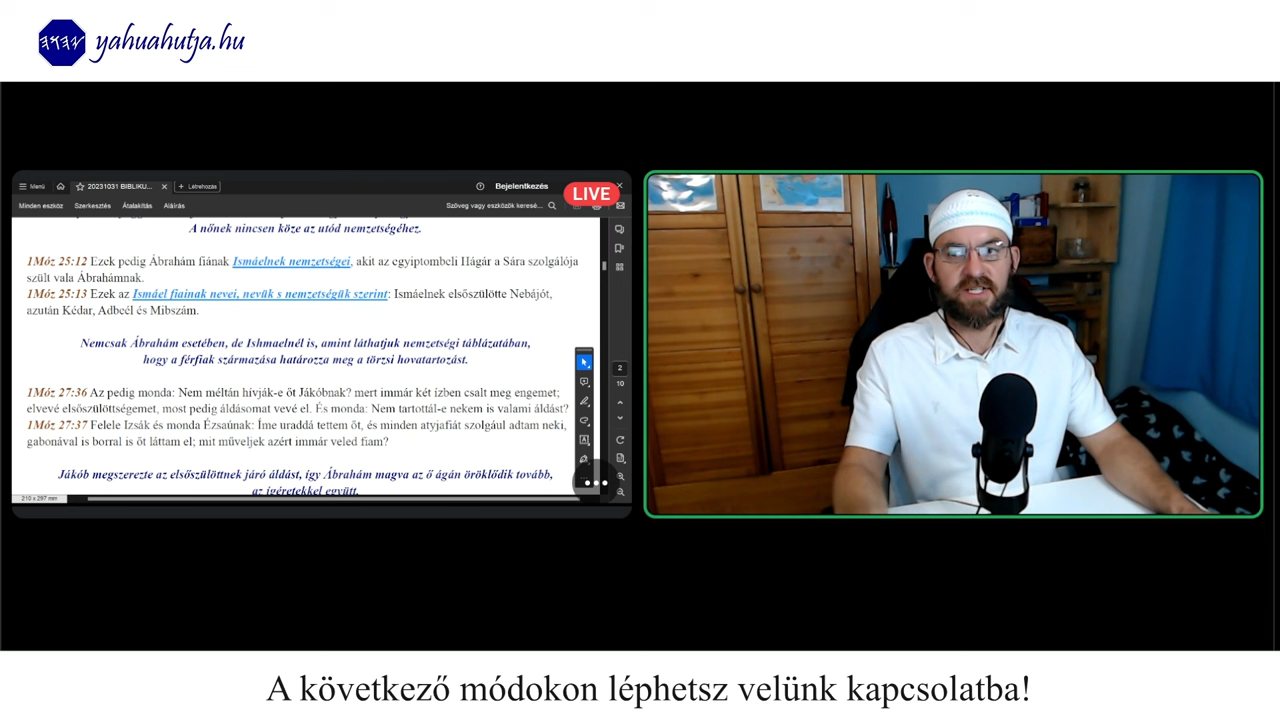 yahuahutja.hu
Menü
20231031 BIBLIKU...
Létrehozás
Bejelentkezés
LIVE
Minden eszköz
Szerkesztés
Átalakítás
Aláírás
Szöveg vagy eszközök keresé...
A nőnek nincsen köze az utód nemzetségéhez.
1Móz 25:12 Ezek pedig Ábrahám fiának Ismáelnek nemzetségei, akit az egyiptombeli Hágár a Sára szolgálója
szült vala Ábrahámnak.
1Móz 25:13 Ezek az Ismáel fiainak nevei, nevük s nemzetségük szerint: Ismáelnek elsőszülötte Nebájót,
azután Kédar, Adbeél és Mibszám.
Nemcsak Ábrahám esetében, de Ishmaelnél is, amint láthatjuk nemzetségi táblázatában,
hogy a férfiak származása határozza meg a törzsi hovatartozást.
1Móz 27:36 Az pedig monda: Nem méltán hívják-e őt Jákóbnak? mert immár két ízben csalt meg engemet;
elvevé elsőszülöttségemet, most pedig áldásomat vevé el. És monda: Nem tartottál-e nekem is valami áldást?
1Móz 27:37 Felele Izsák és monda Ézsaúnak: Íme uraddá tettem őt, és minden atyjafiát szolgául adtam neki,
gabonával is borral is őt láttam el; mit műveljek azért immár veled fiam?
Jákób megszerezte az elsőszülöttnek járó áldást, így Ábrahám magva az ő ágán öröklődik tovább,
az ígéretekkel együtt.
2
10
210 x 297 mm
A következő módokon léphetsz velünk kapcsolatba!